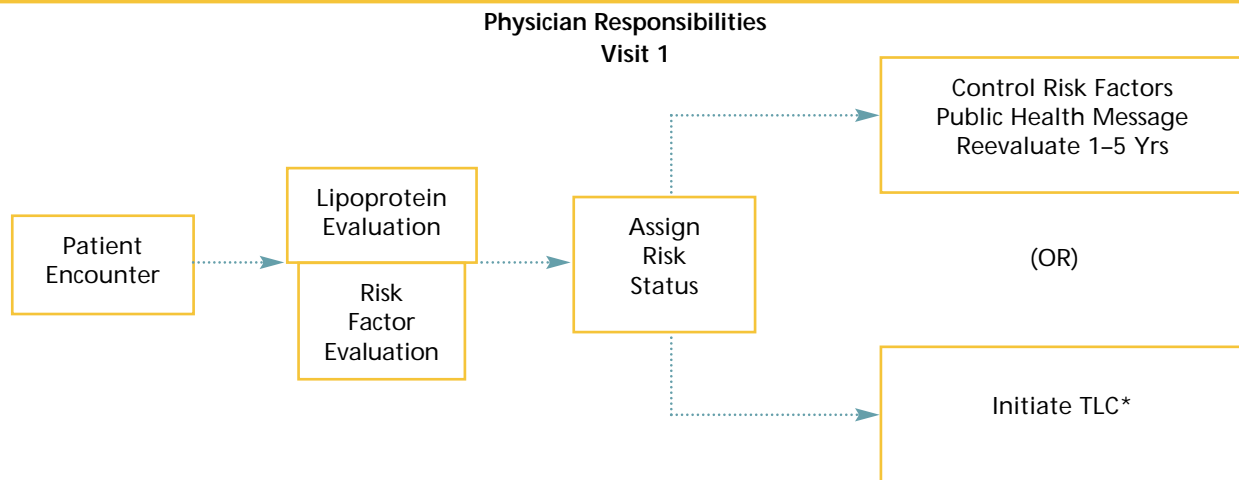 Physician Responsibilities
Visit 1
Patient
Encounter
Lipoprotein
Evaluation
Risk
Factor
Evaluation
Assign
Risk
Status
Control Risk Factors
Public Health Message
Reevaluate 1–5 Yrs
(OR)
Initiate TLC*